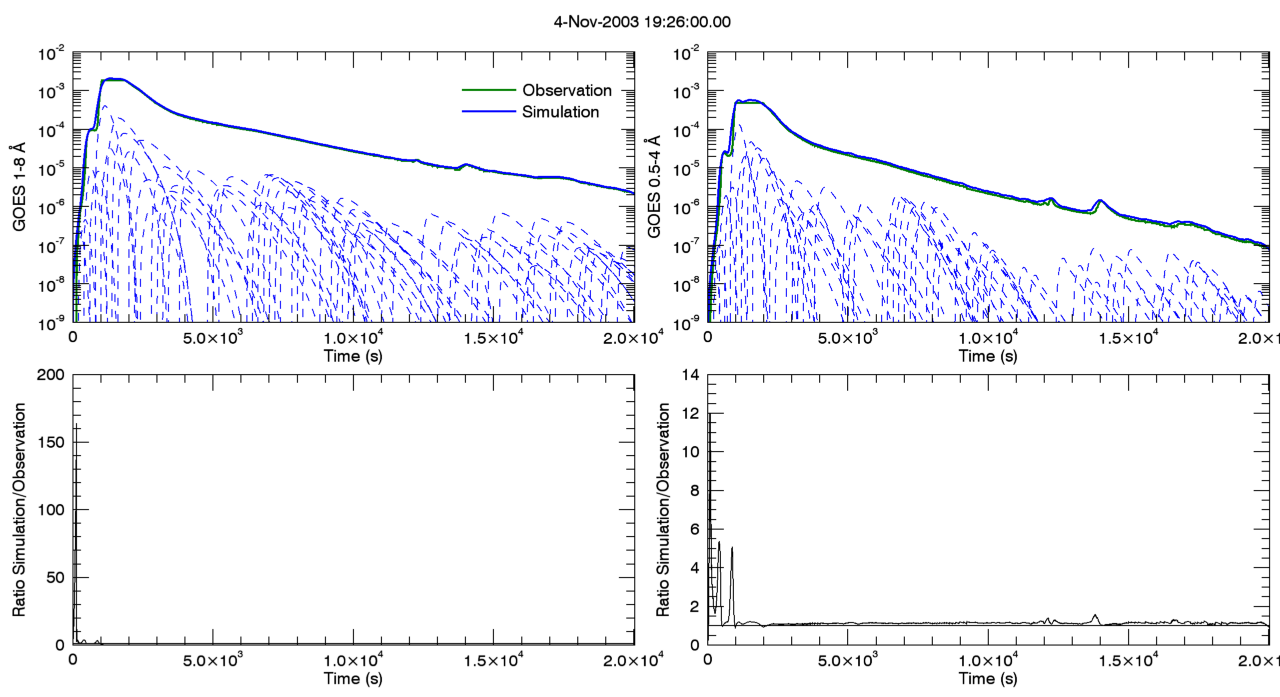 4-Nov-2003 19:26:00.00
GOES 1-8 Å
10⁻²
10⁻³
10⁻⁴
10⁻⁵
10⁻⁶
10⁻⁷
10⁻⁸
10⁻⁹
Observation
Simulation
0 5.0×10³ 1.0×10⁴ 1.5×10⁴ 2.0×10⁴
Time (s)
GOES 0.5-4 Å
10⁻²
10⁻³
10⁻⁴
10⁻⁵
10⁻⁶
10⁻⁷
10⁻⁸
10⁻⁹
0 5.0×10³ 1.0×10⁴ 1.5×10⁴ 2.0×1
Time (s)
Ratio Simulation/Observation
200
150
100
50
0
0 5.0×10³ 1.0×10⁴ 1.5×10⁴ 2.0×10⁴
Time (s)
Ratio Simulation/Observation
14
12
10
8
6
4
2
0
0 5.0×10³ 1.0×10⁴ 1.5×10⁴ 2.0×1
Time (s)